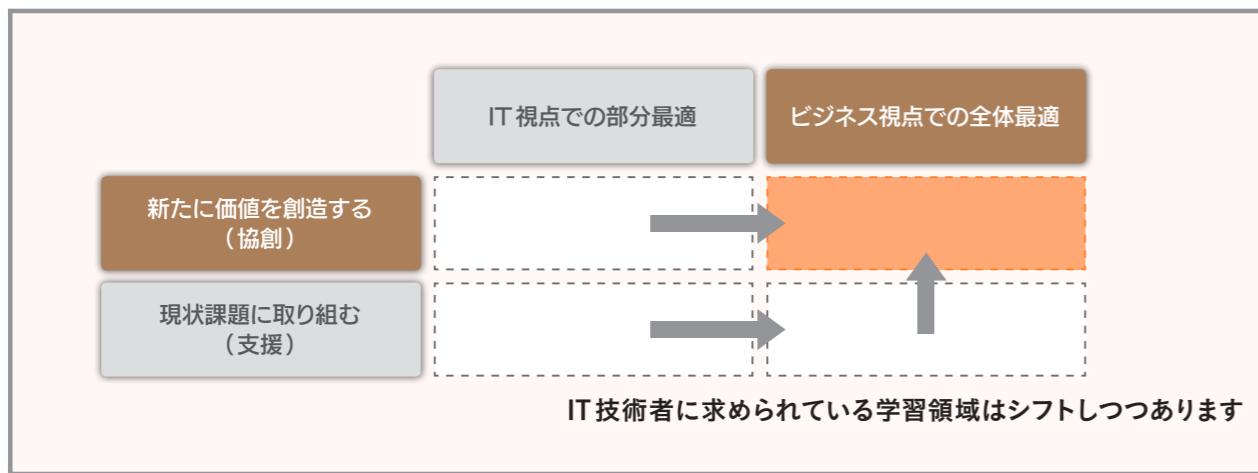 IT 視点での部分最適
ビジネス視点での全体最適
新たに価値を創造する
（協創）
現状課題に取り組む
（支援）
IT 技術者に求められている学習領域はシフトしつつあります